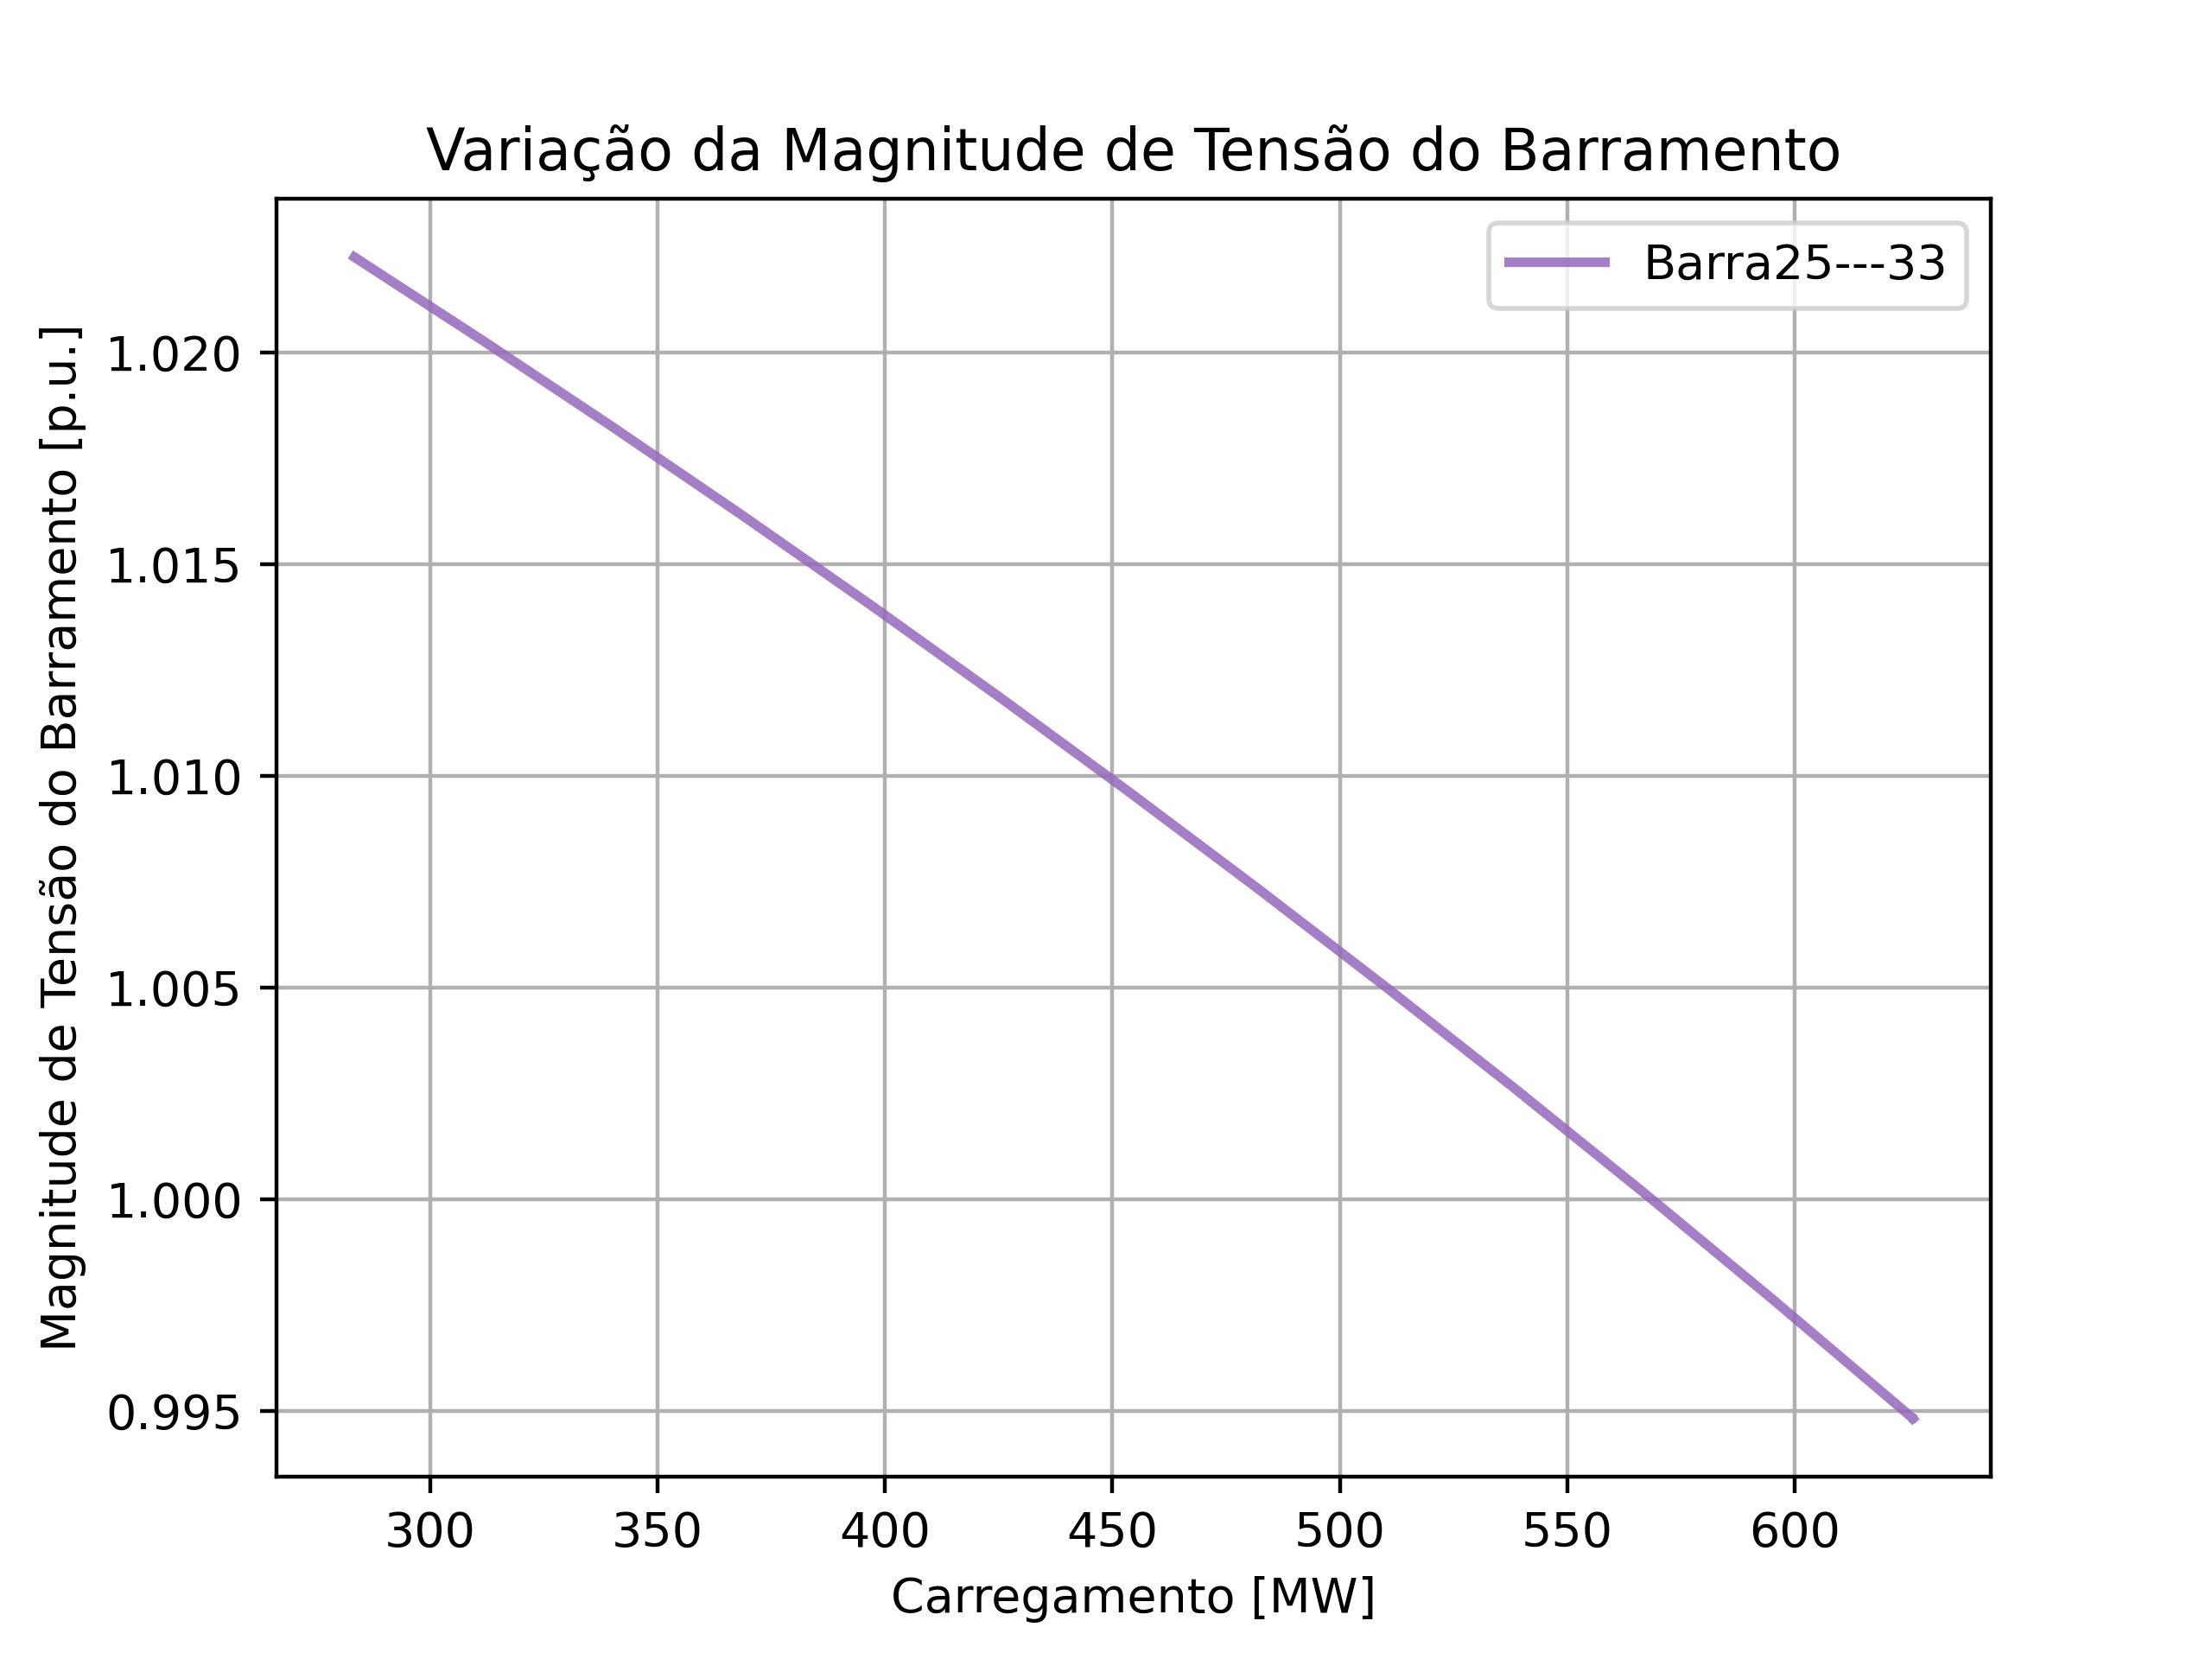 Variação da Magnitude de Tensão do Barramento
Barra25---33
Magnitude de Tensão do Barramento [p.u.]
1.020
1.015
1.010
1.005
1.000
0.995
300 350 400 450 500 550 600
Carregamento [MW]